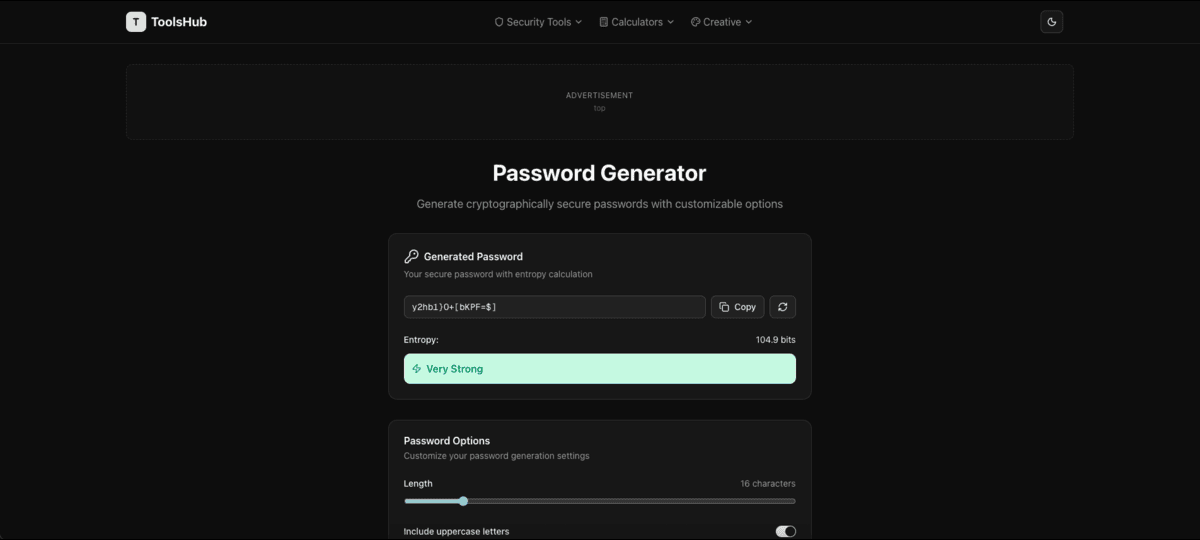 T ToolsHub
Security Tools
Calculators
Creative
ADVERTISEMENT
top
Password Generator
Generate cryptographically secure passwords with customizable options
Generated Password
Your secure password with entropy calculation
y2hbl}O+[bKPF=$]
Copy
Entropy: 104.9 bits
Very Strong
Password Options
Customize your password generation settings
Length 16 characters
Include uppercase letters